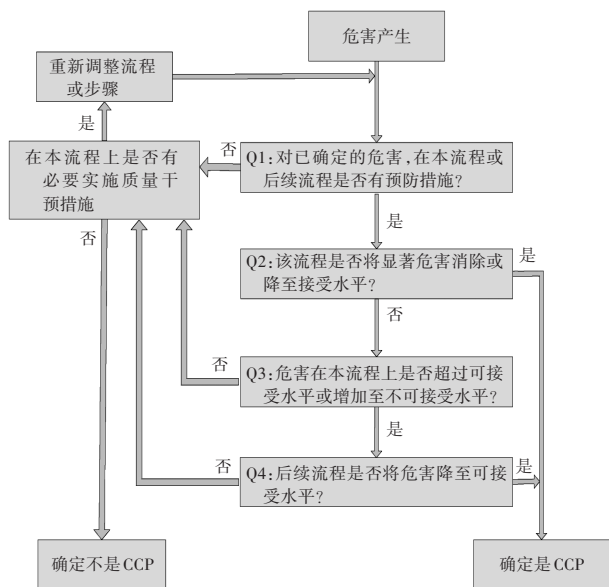 危害产生
重新调整流程
或步骤
是
否
在本流程上是否有
必要实施质量干
预措施
Q1:对已确定的危害,在本流程或
后续流程是否有预防措施?
否
是
是
Q2:该流程是否将显著危害消除或
降至接受水平?
否
否
Q3:危害在本流程上是否超过可接
受水平或增加至不可接受水平?
是
否
是
Q4:后续流程是否将危害降至可接
受水平?
确定不是CCP
确定是CCP